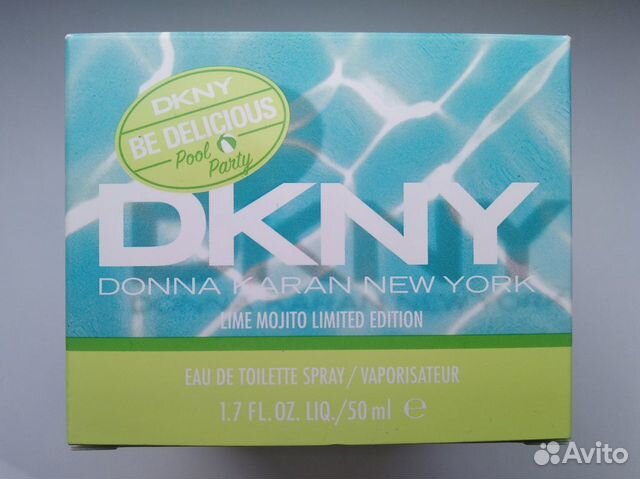 DKNY
BE DELICIOUS
Pool Party
DKNY
DONNA KARAN NEW YORK
LIME MOJITO LIMITED EDITION
EAU DE TOILETTE SPRAY/VAPORISATEUR
1.7 FL. OZ. LIQ./50 ml ℮
Avito